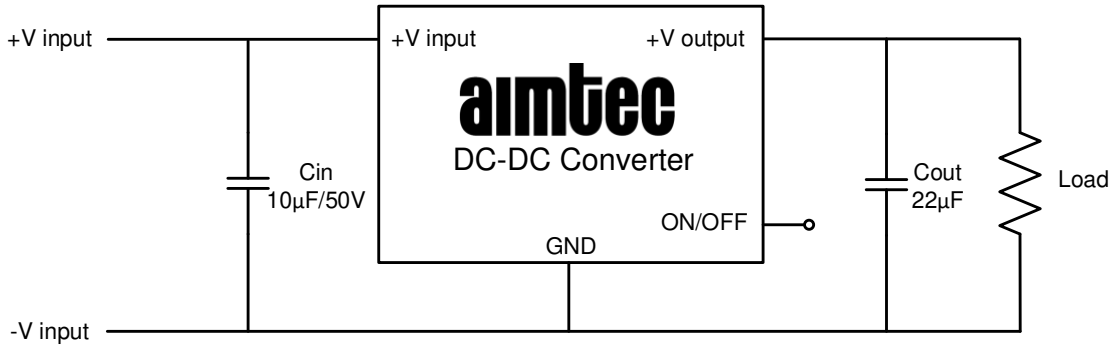 +V input
+V input
+V output
aimtec
DC-DC Converter
Cin
10µF/50V
Cout
22µF
Load
ON/OFF
GND
-V input